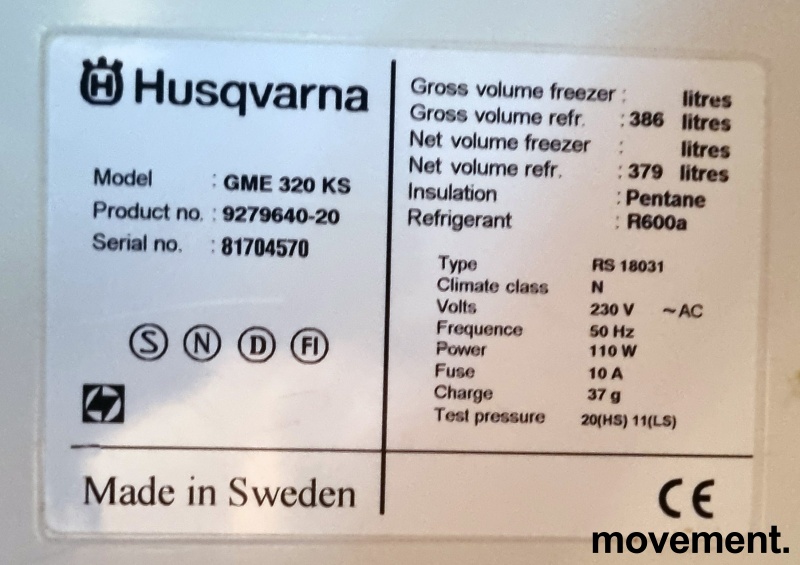 Husqvarna
Model : GME 320 KS
Product no. : 9279640-20
Serial no. : 81704570
S N D FI
Made in Sweden
Gross volume freezer : litres
Gross volume refr. : 386 litres
Net volume freezer : litres
Net volume refr. : 379 litres
Insulation : Pentane
Refrigerant : R600a
Type RS 18031
Climate class N
Volts 230 V ~AC
Frequence 50 Hz
Power 110 W
Fuse 10 A
Charge 37 g
Test pressure 20(HS) 11(LS)
CE
movement.